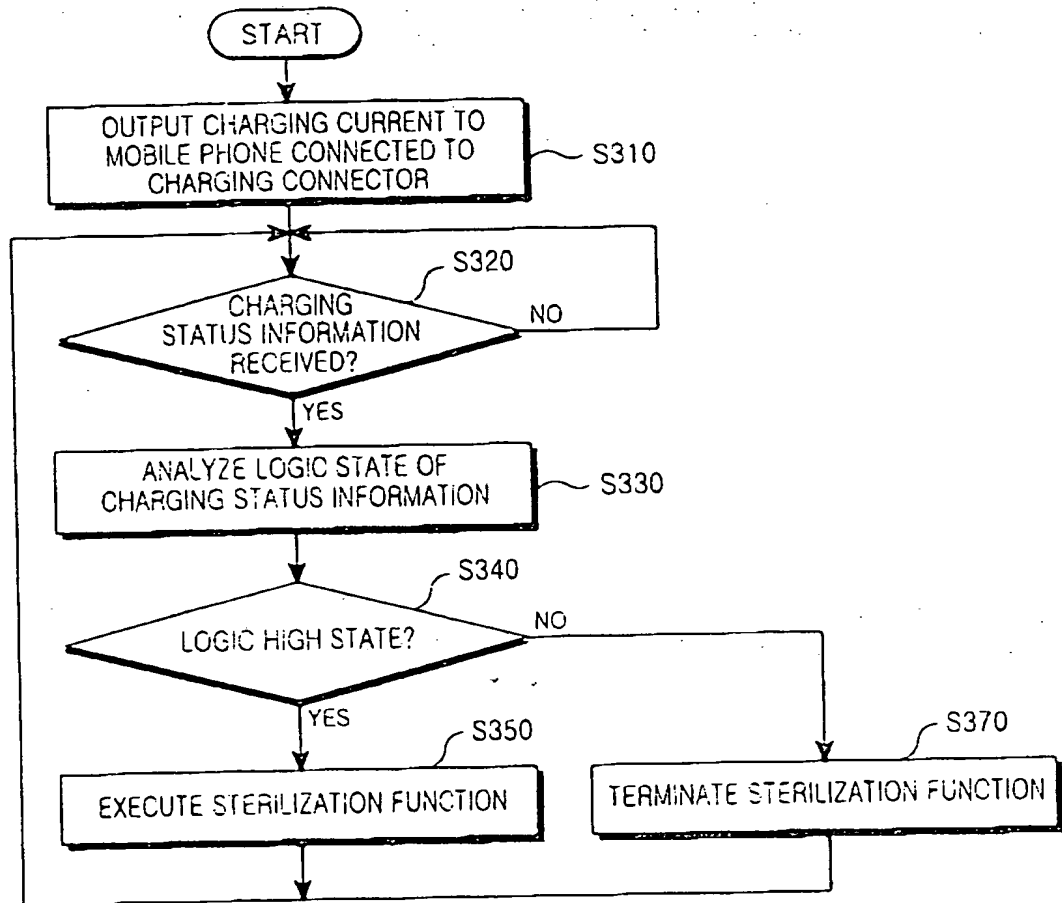 START
OUTPUT CHARGING CURRENT TO
MOBILE PHONE CONNECTED TO
CHARGING CONNECTOR
S310
S320
CHARGING
STATUS INFORMATION
RECEIVED?
NO
YES
ANALYZE LOGIC STATE OF
CHARGING STATUS INFORMATION
S330
S340
LOGIC HIGH STATE?
NO
YES
S350
EXECUTE STERILIZATION FUNCTION
S370
TERMINATE STERILIZATION FUNCTION